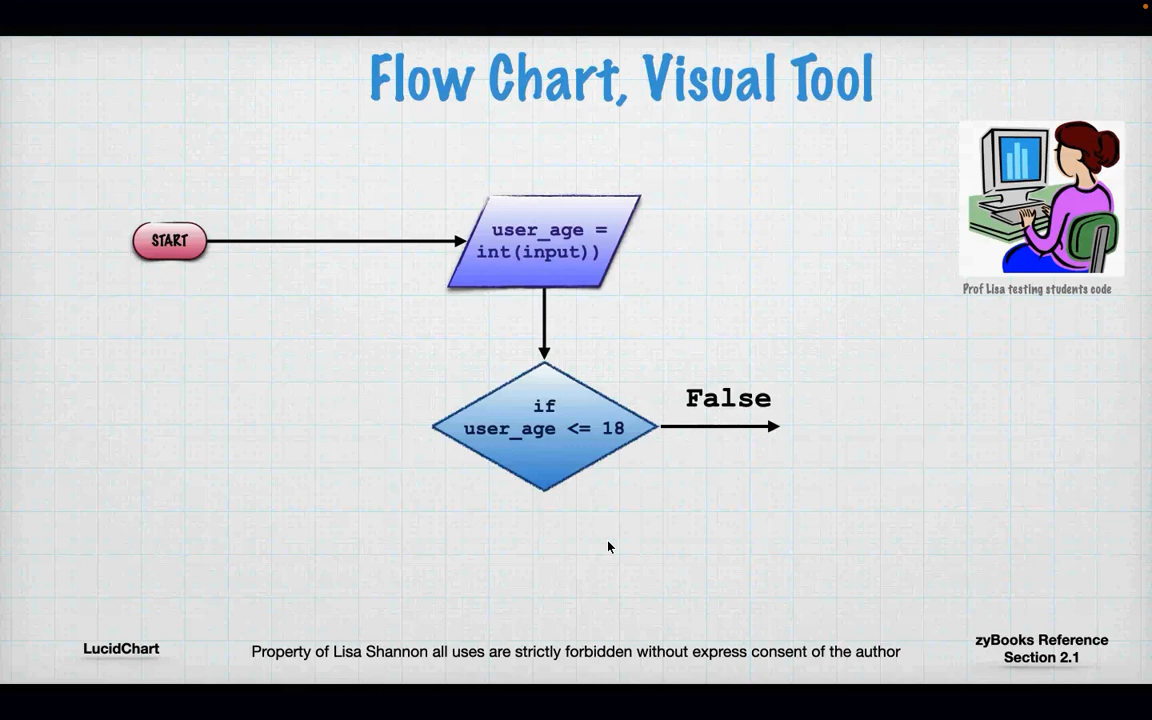 Flow Chart, Visual Tool
START
user_age =
int(input))
Prof Lisa testing students code
if
user_age <= 18
False
LucidChart
Property of Lisa Shannon all uses are strictly forbidden without express consent of the author
zyBooks Reference
Section 2.1